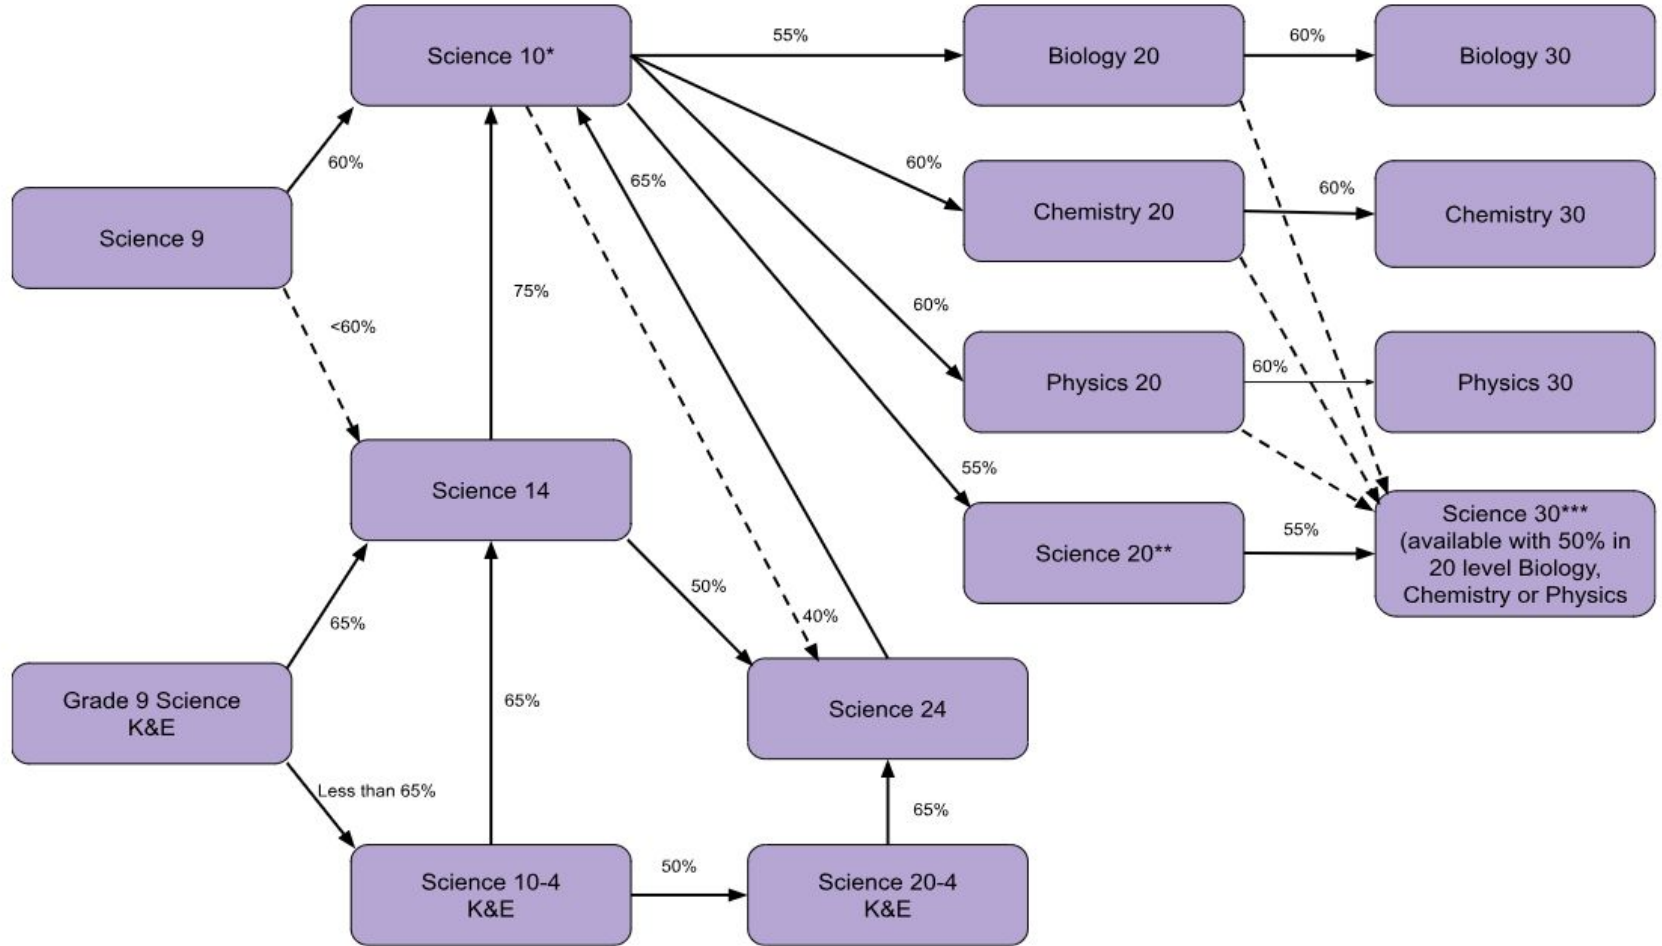 Science 10*
55%
Biology 20
60%
Biology 30
60%
65%
60%
Chemistry 20
60%
Chemistry 30
Science 9
<60%
75%
60%
Physics 20
60%
Physics 30
Science 14
55%
Science 20**
55%
Science 30***
(available with 50% in
20 level Biology,
Chemistry or Physics
50%
40%
65%
Grade 9 Science
K&E
65%
Science 24
Less than 65%
65%
Science 10-4
K&E
50%
Science 20-4
K&E